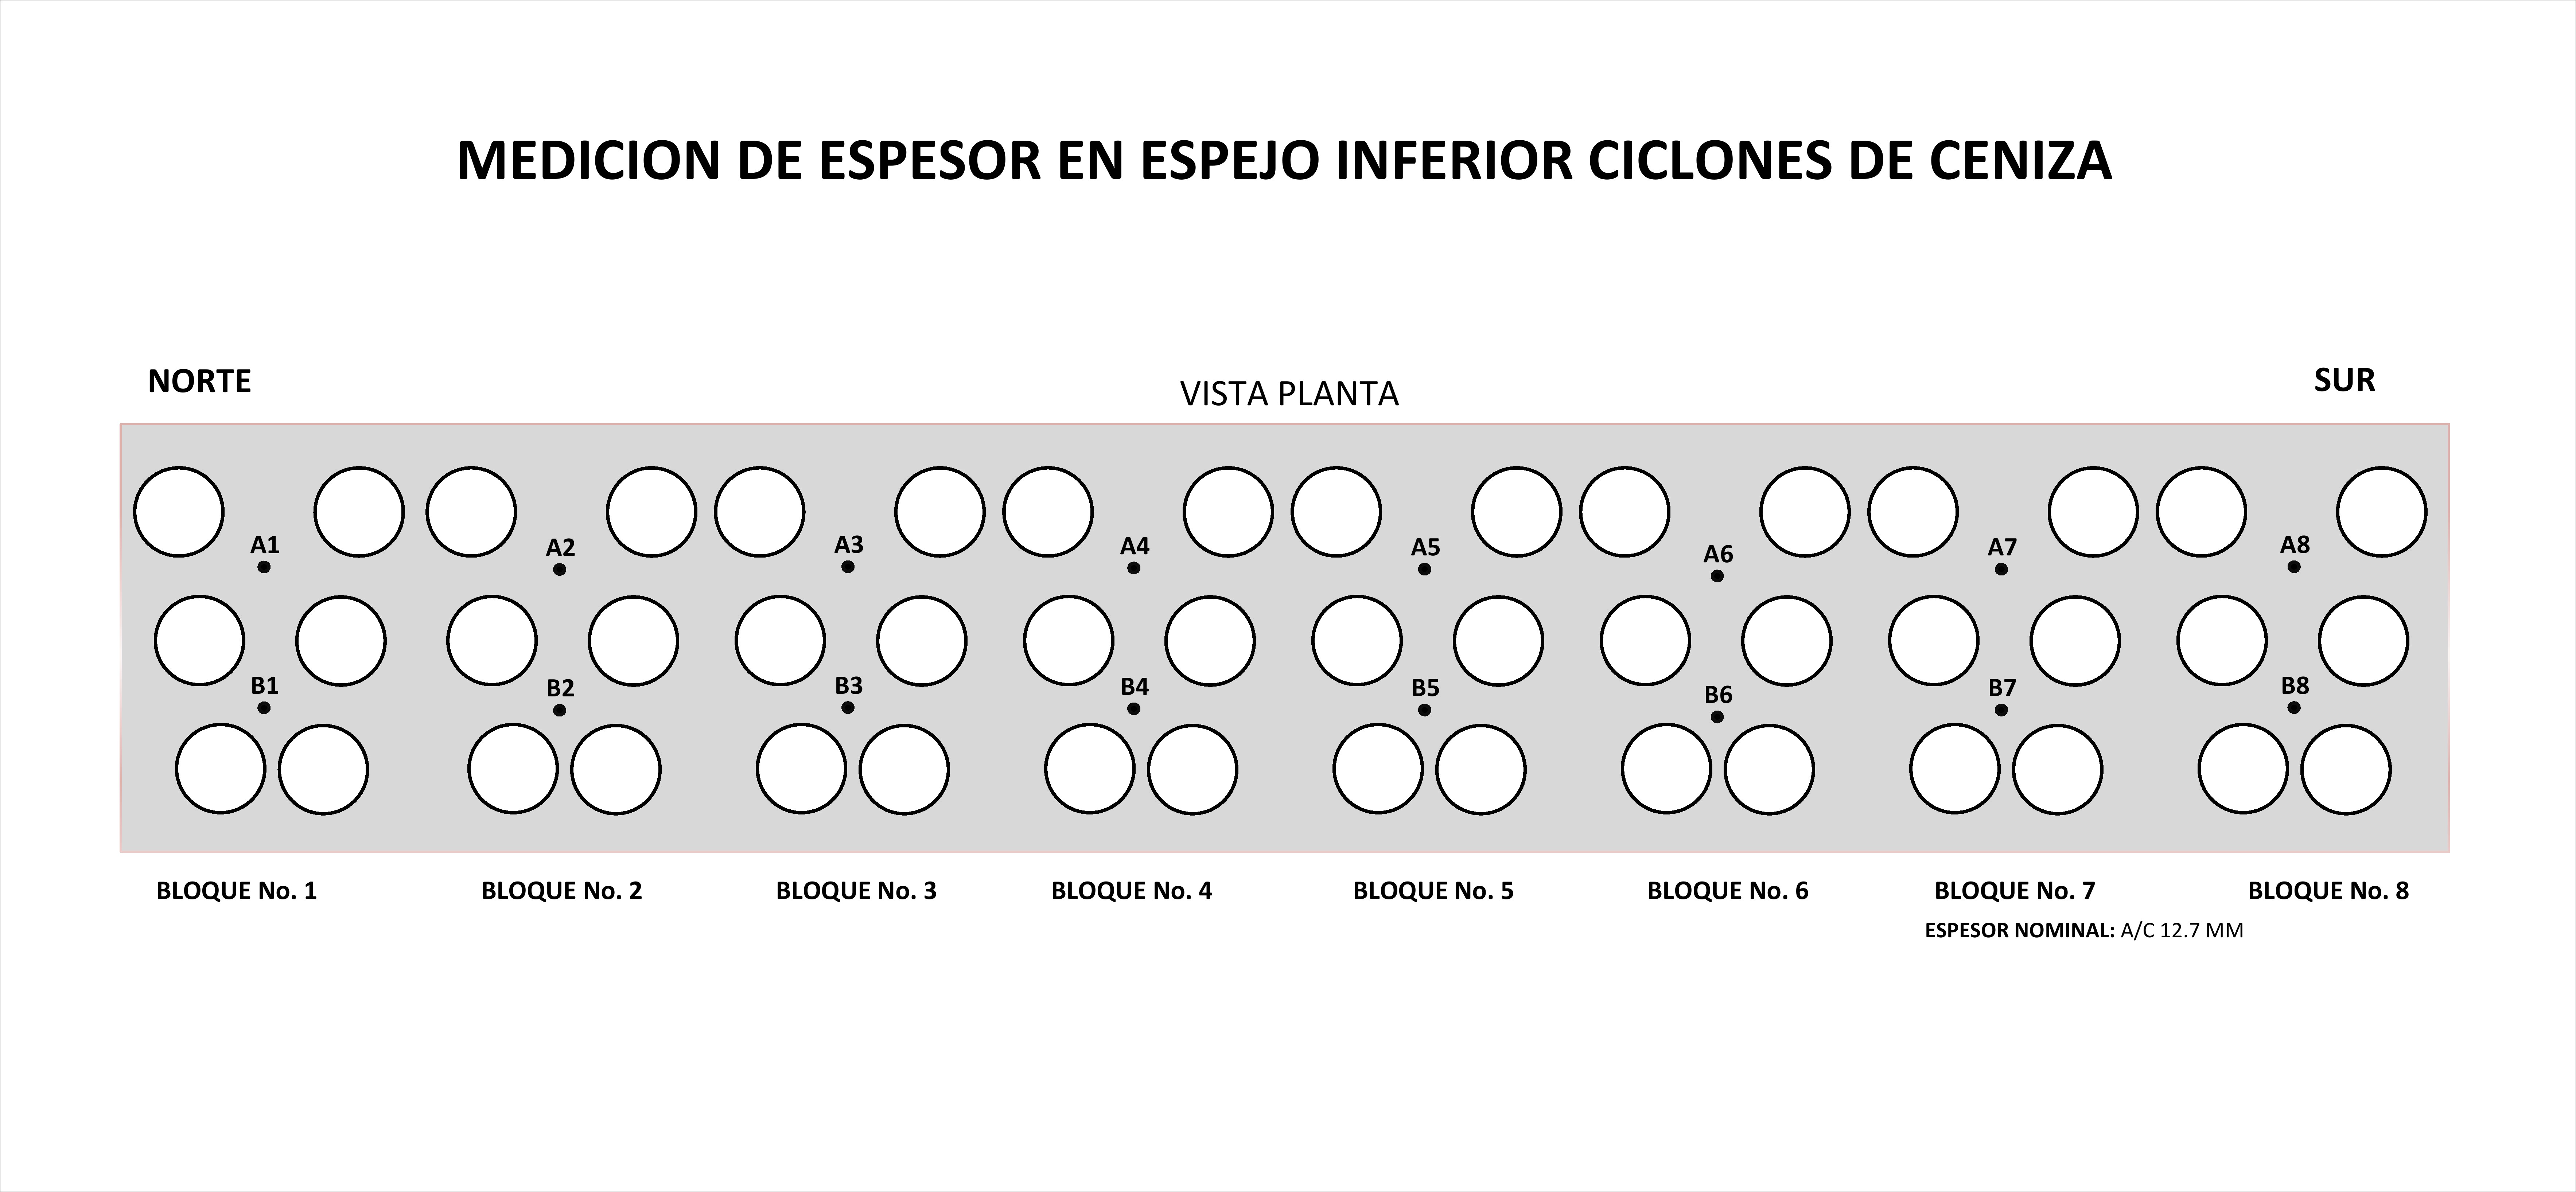 MEDICION DE ESPESOR EN ESPEJO INFERIOR CICLONES DE CENIZA
NORTE
VISTA PLANTA
SUR
A1
A2
A3
A4
A5
A6
A7
A8
B1
B2
B3
B4
B5
B6
B7
B8
BLOQUE No. 1
BLOQUE No. 2
BLOQUE No. 3
BLOQUE No. 4
BLOQUE No. 5
BLOQUE No. 6
BLOQUE No. 7
BLOQUE No. 8
ESPESOR NOMINAL: A/C 12.7 MM